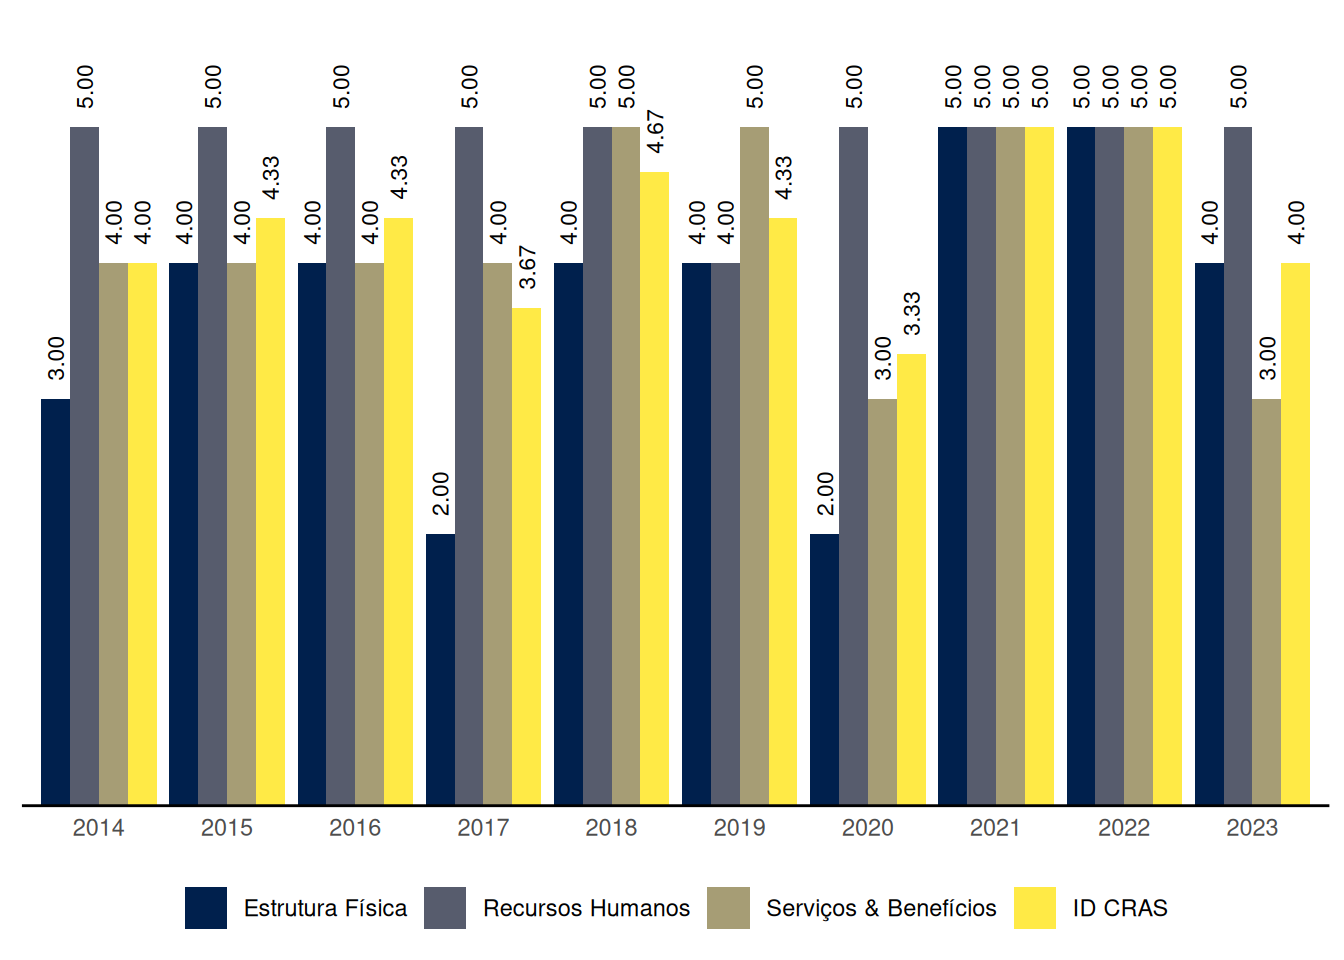 3.00 5.00 4.00 4.00 4.00 5.00 4.00 4.33 4.00 5.00 4.00 4.33 2.00 5.00 4.00 3.67 4.00 5.00 5.00 4.67 4.00 4.00 5.00 4.33 2.00 5.00 3.00 3.33 5.00 5.00 5.00 5.00 5.00 5.00 5.00 5.00 4.00 5.00 3.00 4.00
2014 2015 2016 2017 2018 2019 2020 2021 2022 2023
Estrutura Física Recursos Humanos Serviços & Benefícios ID CRAS